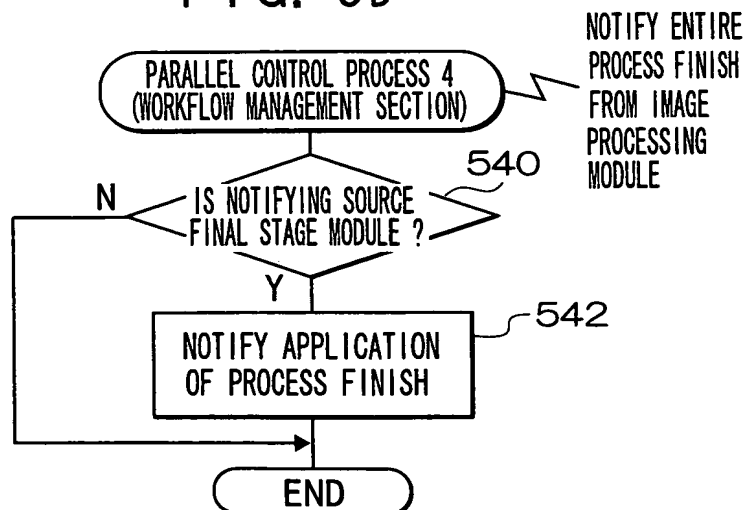 NOTIFY ENTIRE
PROCESS FINISH
FROM IMAGE
PROCESSING
MODULE
PARALLEL CONTROL PROCESS 4
(WORKFLOW MANAGEMENT SECTION)
540
N
IS NOTIFYING SOURCE
FINAL STAGE MODULE ?
Y
542
NOTIFY APPLICATION
OF PROCESS FINISH
END